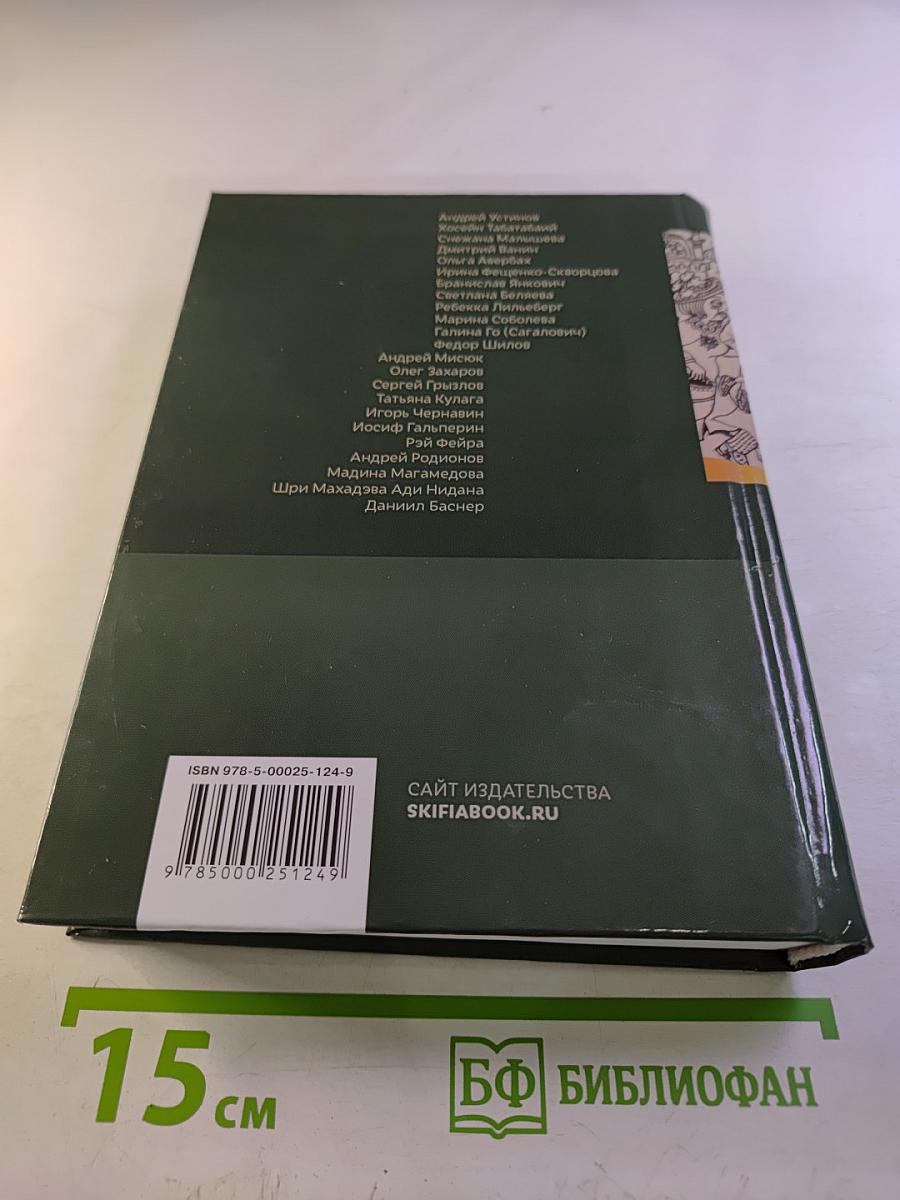 Андрей Устинов
Хосейн Табатабаий
Снежана Малышева
Дмитрий Ванин
Ольга Авербах
Ирина Фещенко-Скворцова
Бранислав Янкович
Светлана Беляева
Ребекка Лильеберг
Марина Соболева
Галина Го (Сагалович)
Федор Шилов
Андрей Мисюк
Олег Захаров
Сергей Грызлов
Татьяна Кулага
Игорь Чернавин
Иосиф Гальперин
Рэй Фейра
Андрей Родионов
Мадина Магамедова
Шри Махадэва Ади Нидана
Даниил Баснер
ISBN 978-5-00025-124-9
9 785000 251249
САЙТ ИЗДАТЕЛЬСТВА
SKIFIABOOK.RU
15 см
БФ БИБЛИОФАН